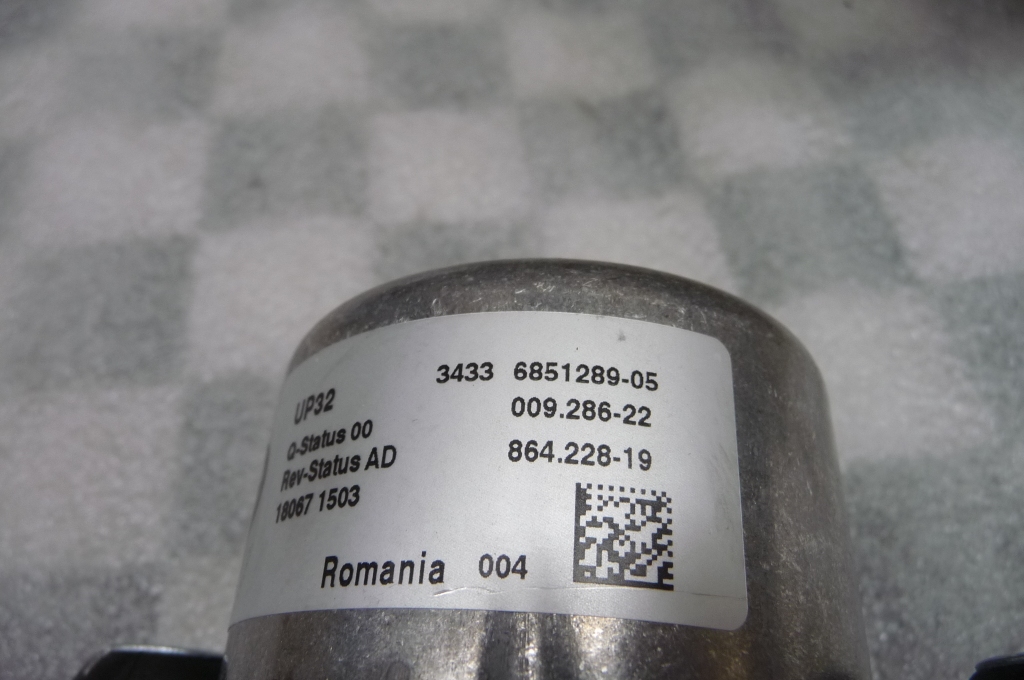 3433 6851289-05
UP32
009.286-22
Q-Status 00
864.228-19
Rev-Status AD
18067 1503
Romania 004